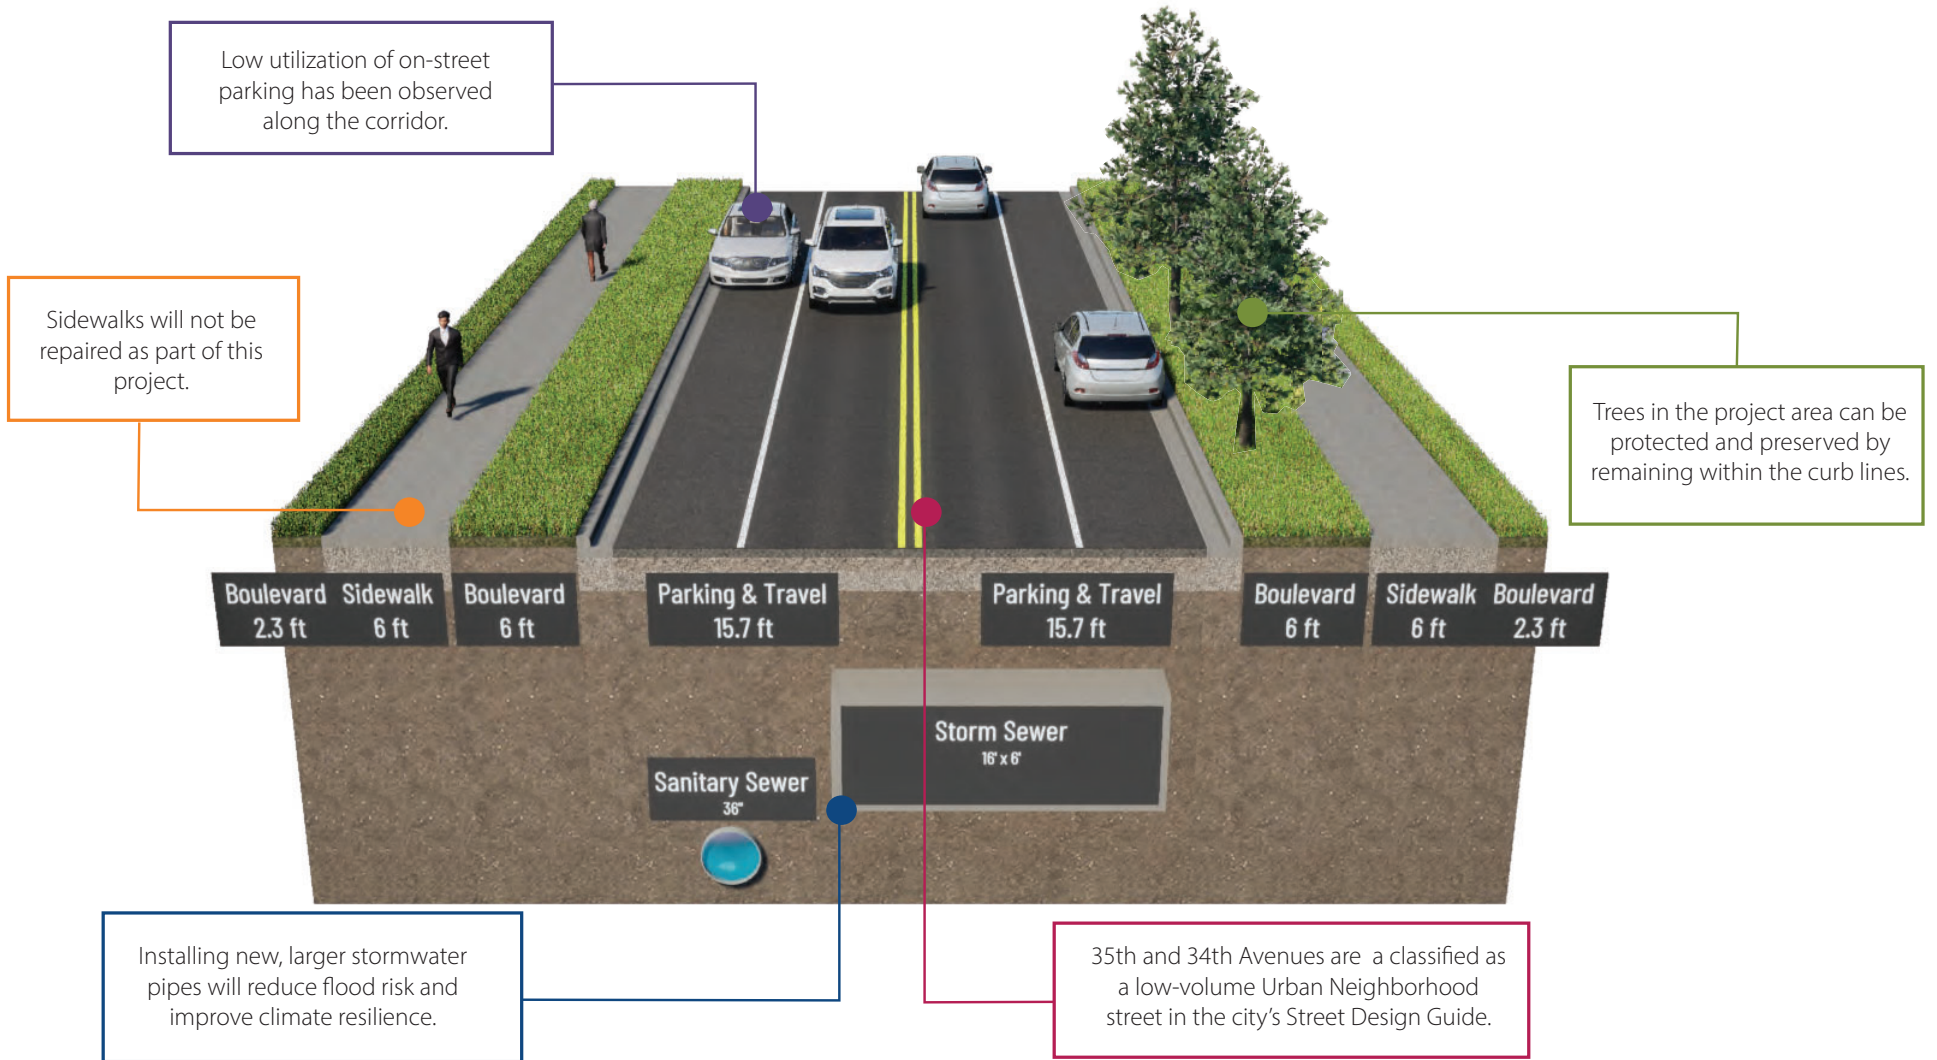 Low utilization of on-street
parking has been observed
along the corridor.
Sidewalks will not be
repaired as part of this
project.
Trees in the project area can be
protected and preserved by
remaining within the curb lines.
Boulevard
2.3 ft
Sidewalk
6 ft
Boulevard
6 ft
Parking & Travel
15.7 ft
Parking & Travel
15.7 ft
Boulevard
6 ft
Sidewalk
6 ft
Boulevard
2.3 ft
Storm Sewer
16' x 6'
Sanitary Sewer
36"
Installing new, larger stormwater
pipes will reduce flood risk and
improve climate resilience.
35th and 34th Avenues are a classified as
a low-volume Urban Neighborhood
street in the city's Street Design Guide.